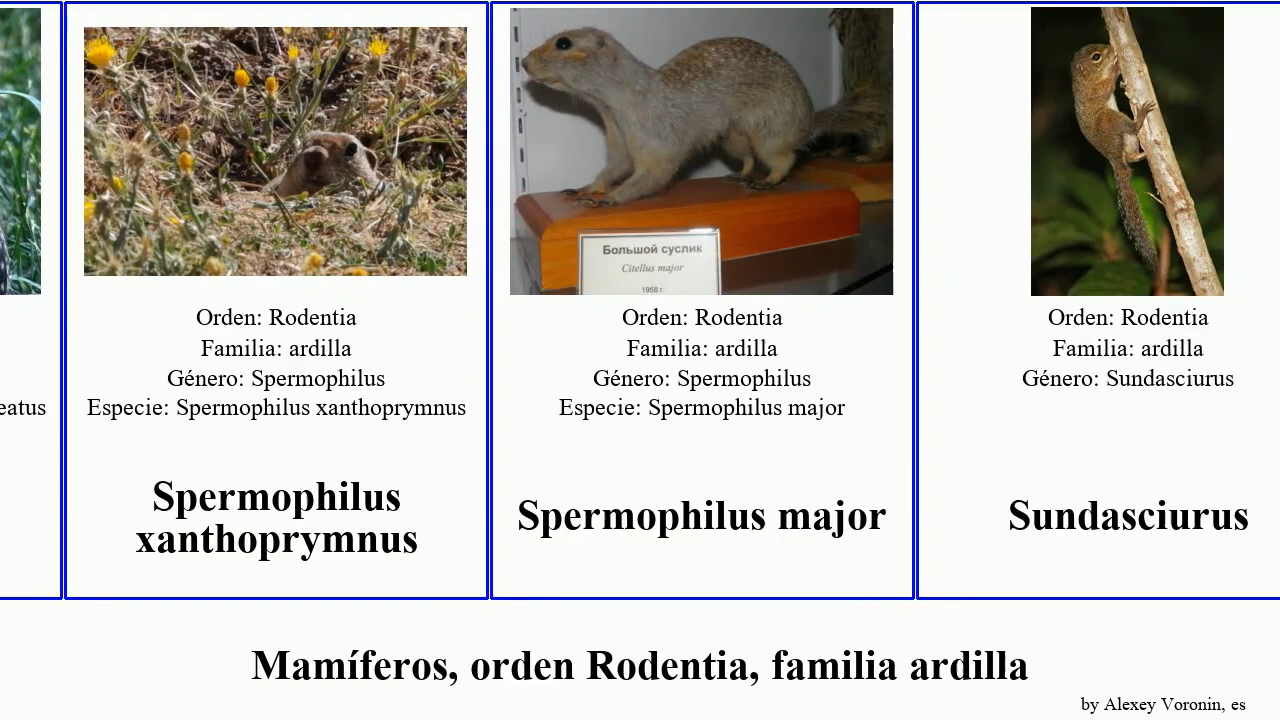 Большой суслик
Citellus major
1958 г.
eatus
Orden: Rodentia
Familia: ardilla
Género: Spermophilus
Especie: Spermophilus xanthoprymnus
Spermophilus
xanthoprymnus
Orden: Rodentia
Familia: ardilla
Género: Spermophilus
Especie: Spermophilus major
Spermophilus major
Orden: Rodentia
Familia: ardilla
Género: Sundasciurus
Sundasciurus
Mamíferos, orden Rodentia, familia ardilla
by Alexey Voronin, es